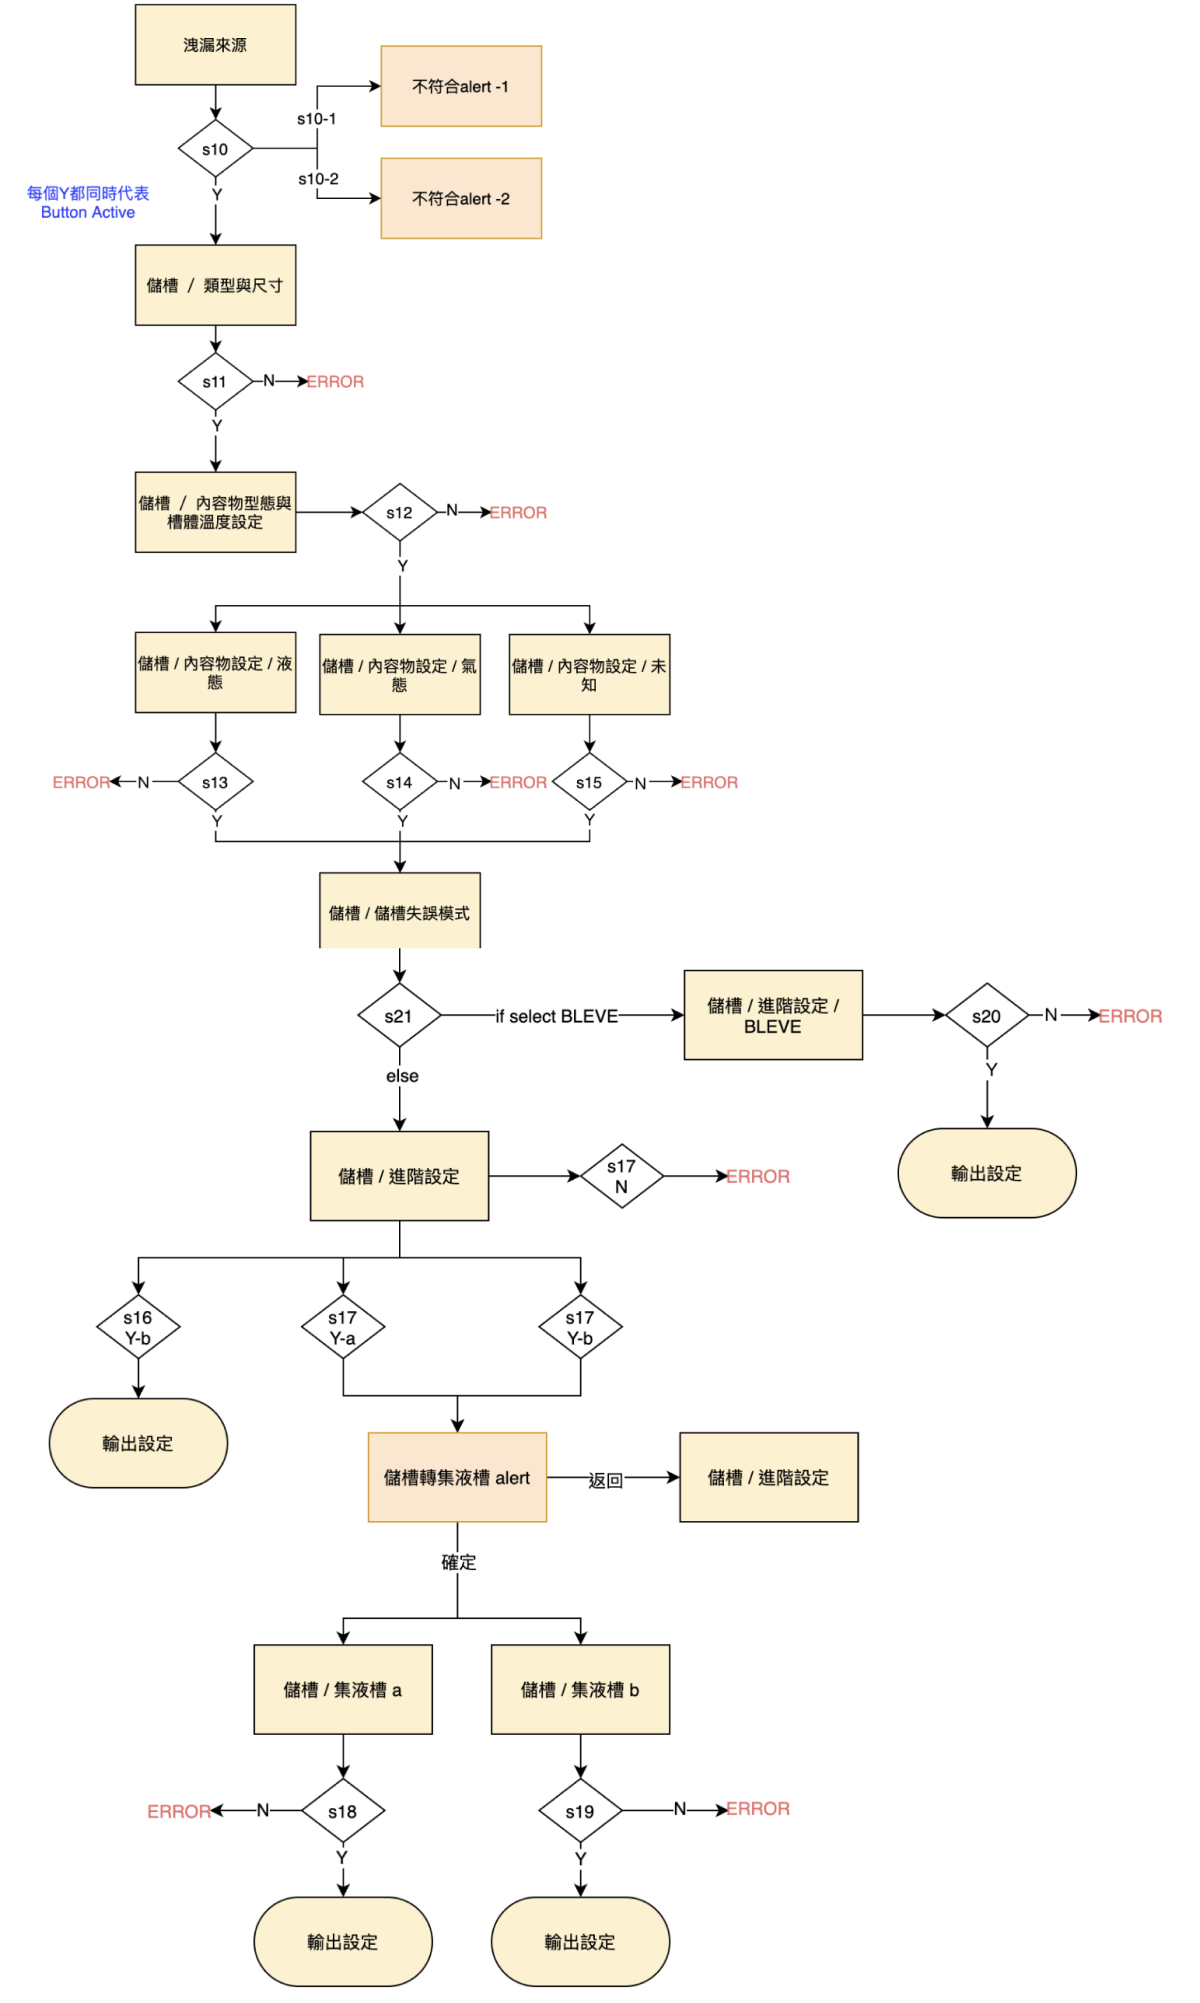 洩漏來源
不符合alert -1
s10-1
s10
s10-2
不符合alert -2
Y
每個Y都同時代表
Button Active
儲槽 / 類型與尺寸
s11
N
ERROR
Y
儲槽 / 內容物型態與
槽體溫度設定
s12
N
ERROR
Y
儲槽 / 內容物設定 / 液
態
儲槽 / 內容物設定 / 氣
態
儲槽 / 內容物設定 / 未
知
ERROR
N
s13
s14
N
ERROR
s15
N
ERROR
Y
Y
Y
儲槽 / 儲槽失誤模式
s21
if select BLEVE
儲槽 / 進階設定 /
BLEVE
s20
N
ERROR
else
Y
儲槽 / 進階設定
s17
N
ERROR
輸出設定
s16
Y-b
s17
Y-a
s17
Y-b
輸出設定
儲槽轉集液槽 alert
返回
儲槽 / 進階設定
確定
儲槽 / 集液槽 a
儲槽 / 集液槽 b
ERROR
N
s18
s19
N
ERROR
Y
Y
輸出設定
輸出設定